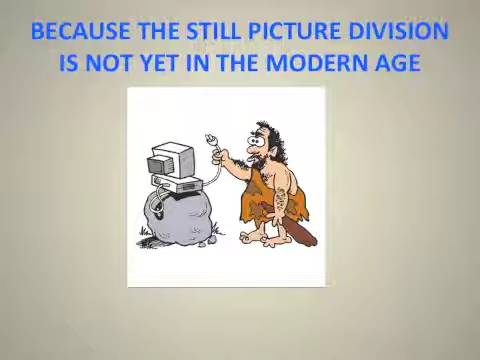 BECAUSE THE STILL PICTURE DIVISION
IS NOT YET IN THE MODERN AGE